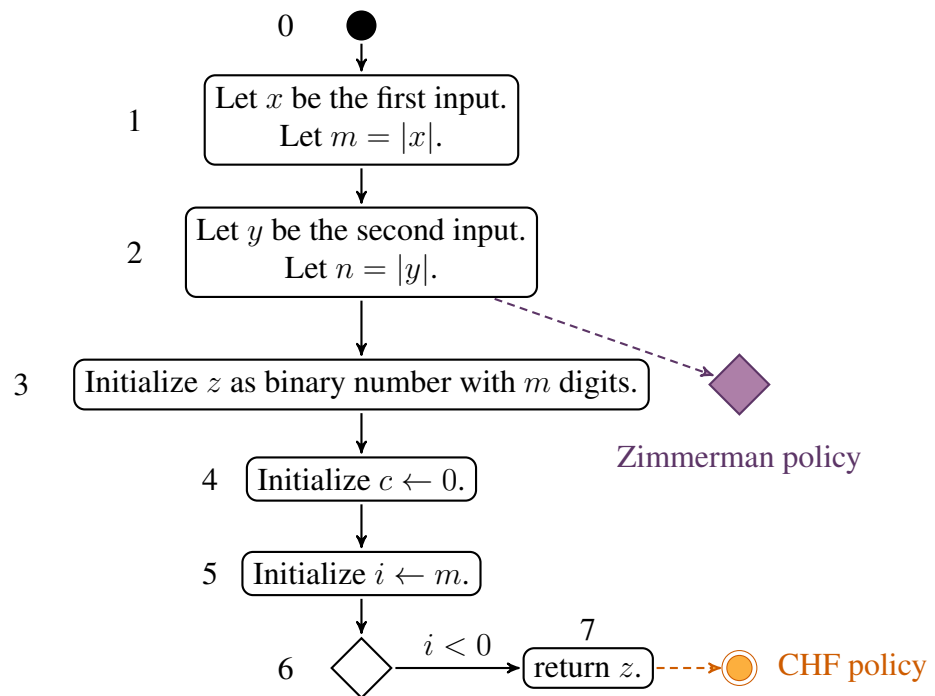 0
1
Let x be the first input.
Let m = |x|.
2
Let y be the second input.
Let n = |y|.
3
Initialize z as binary number with m digits.
Zimmerman policy
4
Initialize c ← 0.
5
Initialize i ← m.
6
i < 0
7
return z.
CHF policy